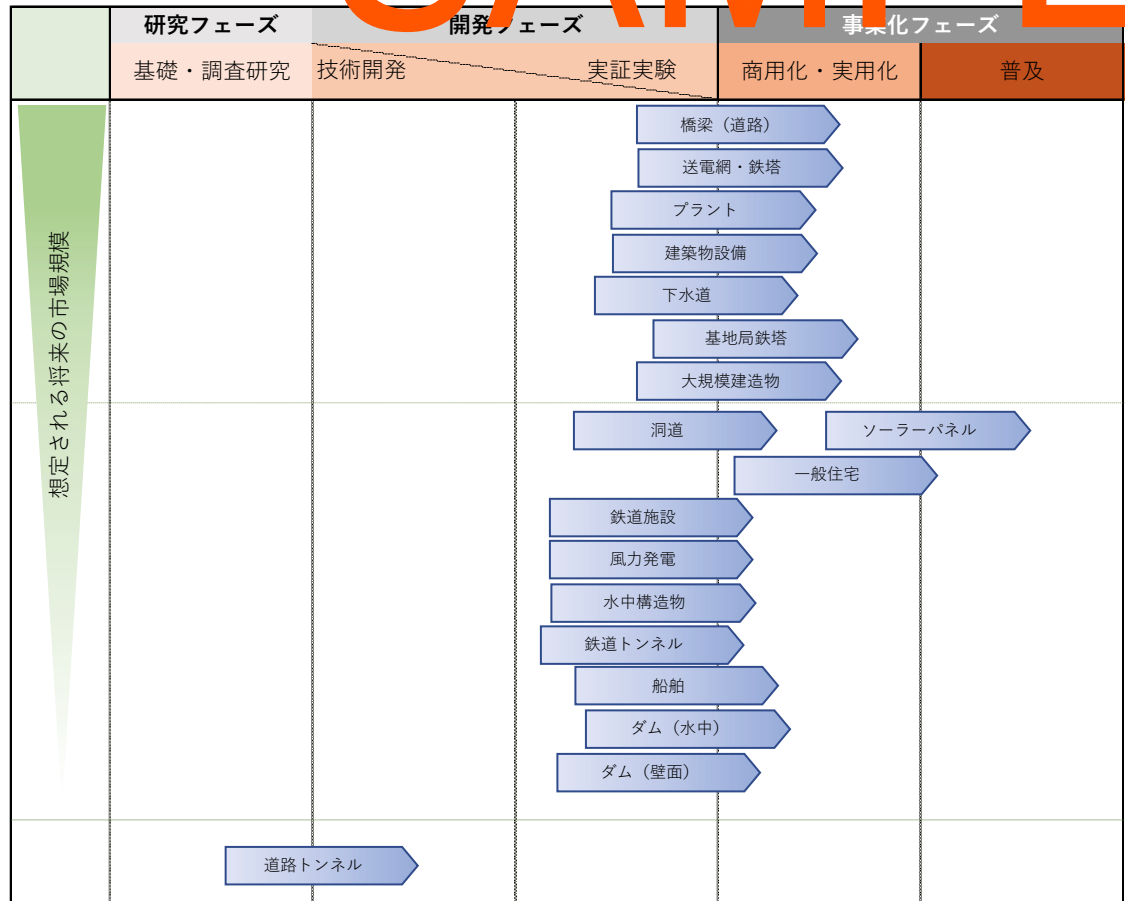 SAMPLE
研究フェーズ
開発フェーズ
事業化フェーズ
基礎・調査研究
技術開発
実証実験
商用化・実用化
普及
想定される将来の市場規模
橋梁（道路）
送電網・鉄塔
プラント
建築物設備
下水道
基地局鉄塔
大規模建造物
洞道
ソーラーパネル
一般住宅
鉄道施設
風力発電
水中構造物
鉄道トンネル
船舶
ダム（水中）
ダム（壁面）
道路トンネル